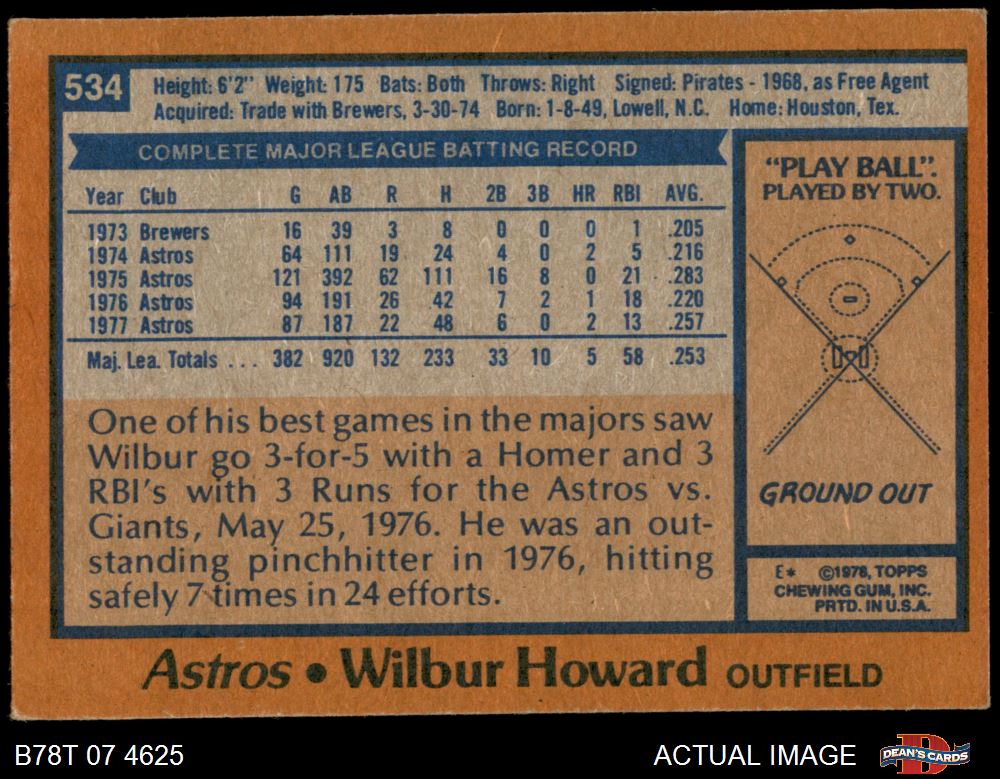 534
Height: 6'2" Weight: 175 Bats: Both Throws: Right Signed: Pirates - 1968, as Free Agent
Acquired: Trade with Brewers, 3-30-74 Born: 1-8-49, Lowell, N.C. Home: Houston, Tex.
COMPLETE MAJOR LEAGUE BATTING RECORD
Year Club G AB R H 2B 3B HR RBI AVG.
1973 Brewers 16 39 3 8 0 0 0 1 .205
1974 Astros 64 111 19 24 4 0 2 5 .216
1975 Astros 121 392 62 111 16 8 0 21 .283
1976 Astros 94 191 26 42 7 2 1 18 .220
1977 Astros 87 187 22 48 6 0 2 13 .257
Maj. Lea. Totals ... 382 920 132 233 33 10 5 58 .253
One of his best games in the majors saw
Wilbur go 3-for-5 with a Homer and 3
RBI's with 3 Runs for the Astros vs.
Giants, May 25, 1976. He was an out-
standing pinchhitter in 1976, hitting
safely 7 times in 24 efforts.
"PLAY BALL".
PLAYED BY TWO.
GROUND OUT
E* ©1978, TOPPS
CHEWING GUM, INC.
PRTD. IN U.S.A.
Astros • Wilbur Howard OUTFIELD
B78T 07 4625
ACTUAL IMAGE
D
DEAN'S CARDS